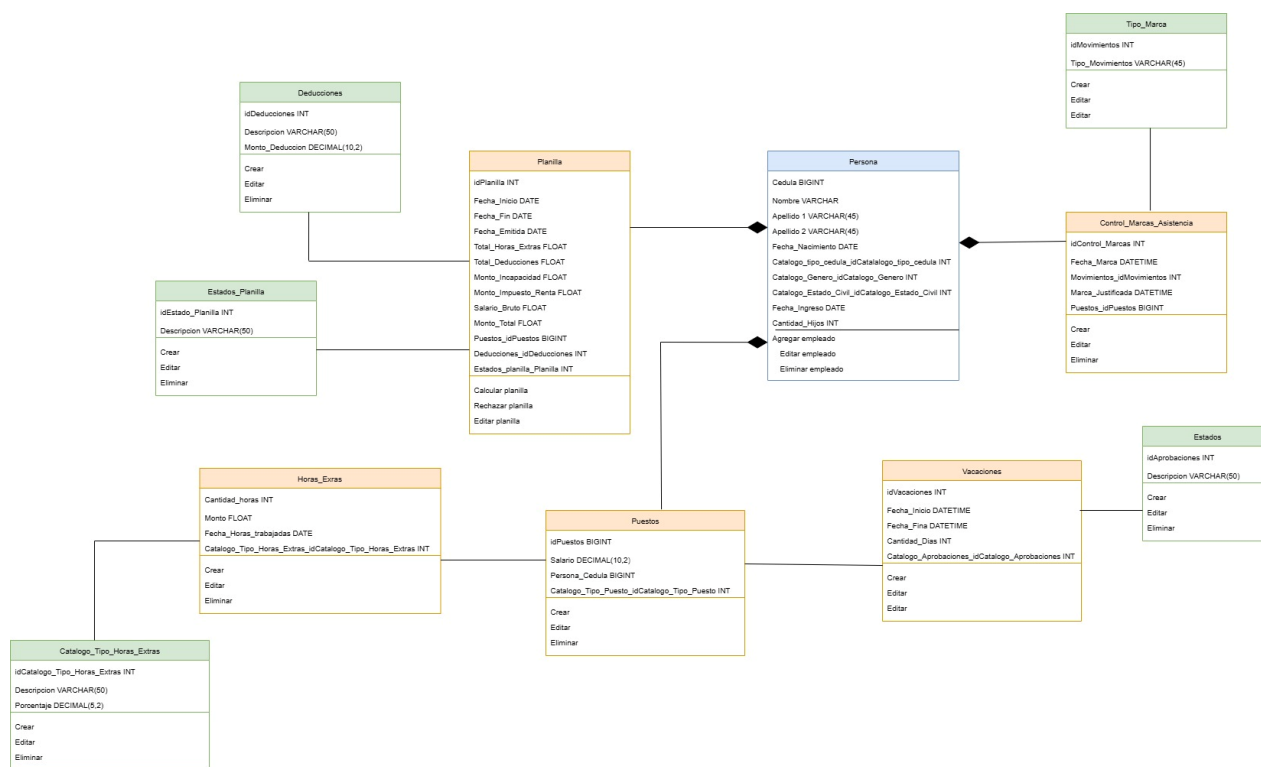 Tipo_Marca
idMovimientos INT
Tipo_Movimientos VARCHAR(45)
Crear
Editar
Editar
Deducciones
idDeducciones INT
Descripcion VARCHAR(50)
Monto_Deduccion DECIMAL(10,2)
Crear
Editar
Eliminar
Planilla
idPlanilla INT
Fecha_Inicio DATE
Fecha_Fin DATE
Fecha_Emitida DATE
Total_Horas_Extras FLOAT
Total_Deducciones FLOAT
Monto_Incapacidad FLOAT
Monto_Impuesto_Renta FLOAT
Salario_Bruto FLOAT
Monto_Total FLOAT
Puestos_idPuestos BIGINT
Deducciones_idDeducciones INT
Estados_planilla_Planilla INT
Calcular planilla
Rechazar planilla
Editar planilla
Persona
Cedula BIGINT
Nombre VARCHAR
Apellido 1 VARCHAR(45)
Apellido 2 VARCHAR(45)
Fecha_Nacimiento DATE
Catalogo_tipo_cedula_idCatalalogo_tipo_cedula INT
Catalogo_Genero_idCatalogo_Genero INT
Catalogo_Estado_Civil_idCatalogo_Estado_Civil INT
Fecha_Ingreso DATE
Cantidad_Hijos INT
Agregar empleado
Editar empleado
Eliminar empleado
Control_Marcas_Asistencia
idControl_Marcas INT
Fecha_Marca DATETIME
Movimientos_idMovimientos INT
Marca_Justificada DATETIME
Puestos_idPuestos BIGINT
Crear
Editar
Eliminar
Estados_Planilla
idEstado_Planilla INT
Descripcion VARCHAR(50)
Crear
Editar
Eliminar
Estados
idAprobaciones INT
Descripcion VARCHAR(50)
Crear
Editar
Eliminar
Horas_Exras
Cantidad_horas INT
Monto FLOAT
Fecha_Horas_trabajadas DATE
Catalogo_Tipo_Horas_Extras_idCatalogo_Tipo_Horas_Extras INT
Crear
Editar
Eliminar
Vacaciones
idVacaciones INT
Fecha_Inicio DATETIME
Fecha_Fina DATETIME
Cantidad_Dias INT
Catalogo_Aprobaciones_idCatalogo_Aprobaciones INT
Crear
Editar
Editar
Puestos
idPuestos BIGINT
Salario DECIMAL(10,2)
Persona_Cedula BIGINT
Catalogo_Tipo_Puesto_idCatalogo_Tipo_Puesto INT
Crear
Editar
Eliminar
Catalogo_Tipo_Horas_Extras
idCatalogo_Tipo_Horas_Extras INT
Descripcion VARCHAR(50)
Porcentaje DECIMAL(5,2)
Crear
Editar
Eliminar